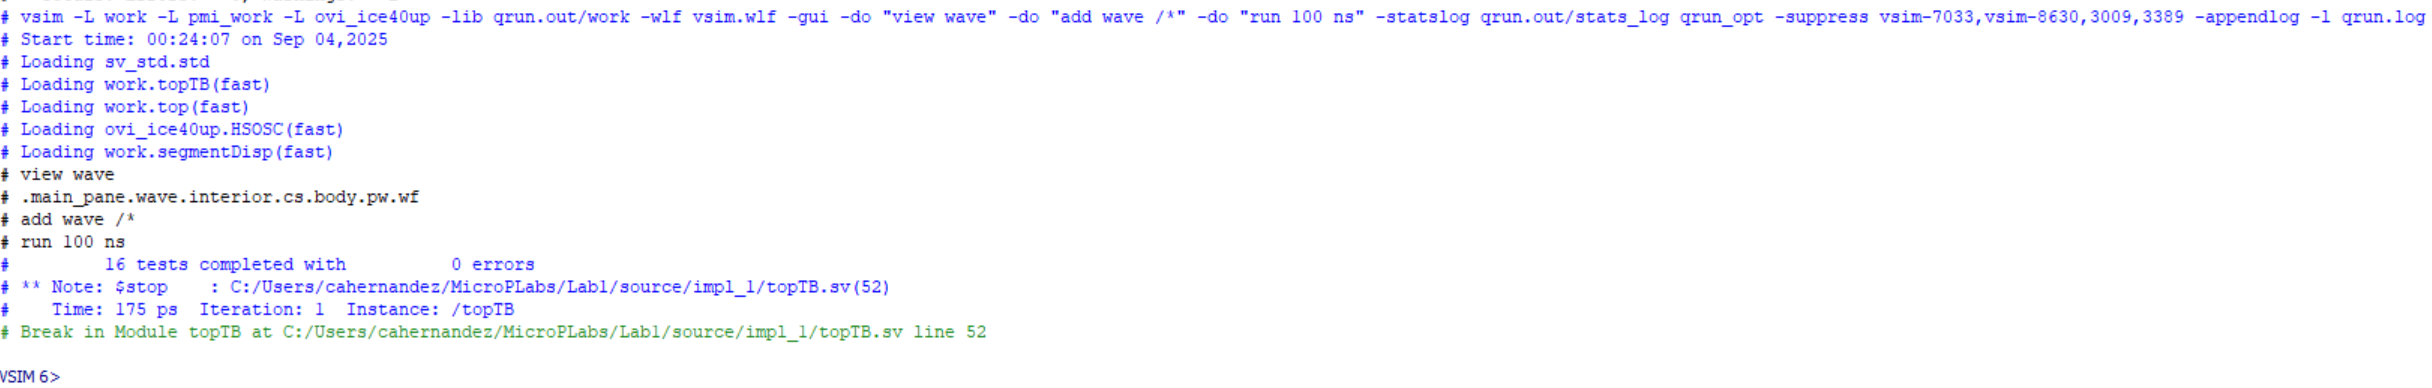 # vsim -L work -L pmi_work -L ovi_ice40up -lib qrun.out/work -wlf vsim.wlf -gui -do "view wave" -do "add wave /*" -do "run 100 ns" -statslog qrun.out/stats_log qrun_opt -suppress vsim-7033,vsim-8630,3009,3389 -appendlog -l qrun.log
# Start time: 00:24:07 on Sep 04,2025
# Loading sv_std.std
# Loading work.topTB(fast)
# Loading work.top(fast)
# Loading ovi_ice40up.HSOSC(fast)
# Loading work.segmentDisp(fast)
# view wave
# .main_pane.wave.interior.cs.body.pw.wf
# add wave /*
# run 100 ns
#         16 tests completed with          0 errors
# ** Note: $stop    : C:/Users/cahernandez/MicroPLabs/Lab1/source/impl_1/topTB.sv(52)
#    Time: 175 ps  Iteration: 1  Instance: /topTB
# Break in Module topTB at C:/Users/cahernandez/MicroPLabs/Lab1/source/impl_1/topTB.sv line 52
VSIM 6>